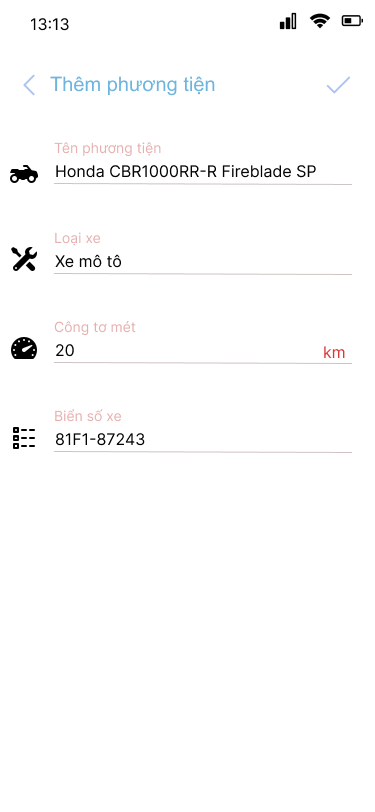 13:13
Thêm phương tiện
Tên phương tiện
Honda CBR1000RR-R Fireblade SP
Loại xe
Xe mô tô
Công tơ mét
20 km
Biển số xe
81F1-87243